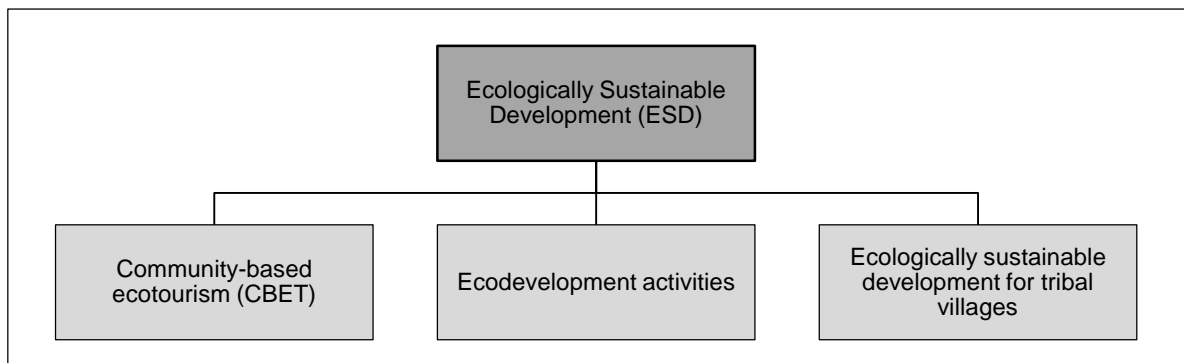 Ecologically Sustainable
Development (ESD)
Community-based
ecotourism (CBET)
Ecodevelopment activities
Ecologically sustainable
development for tribal
villages